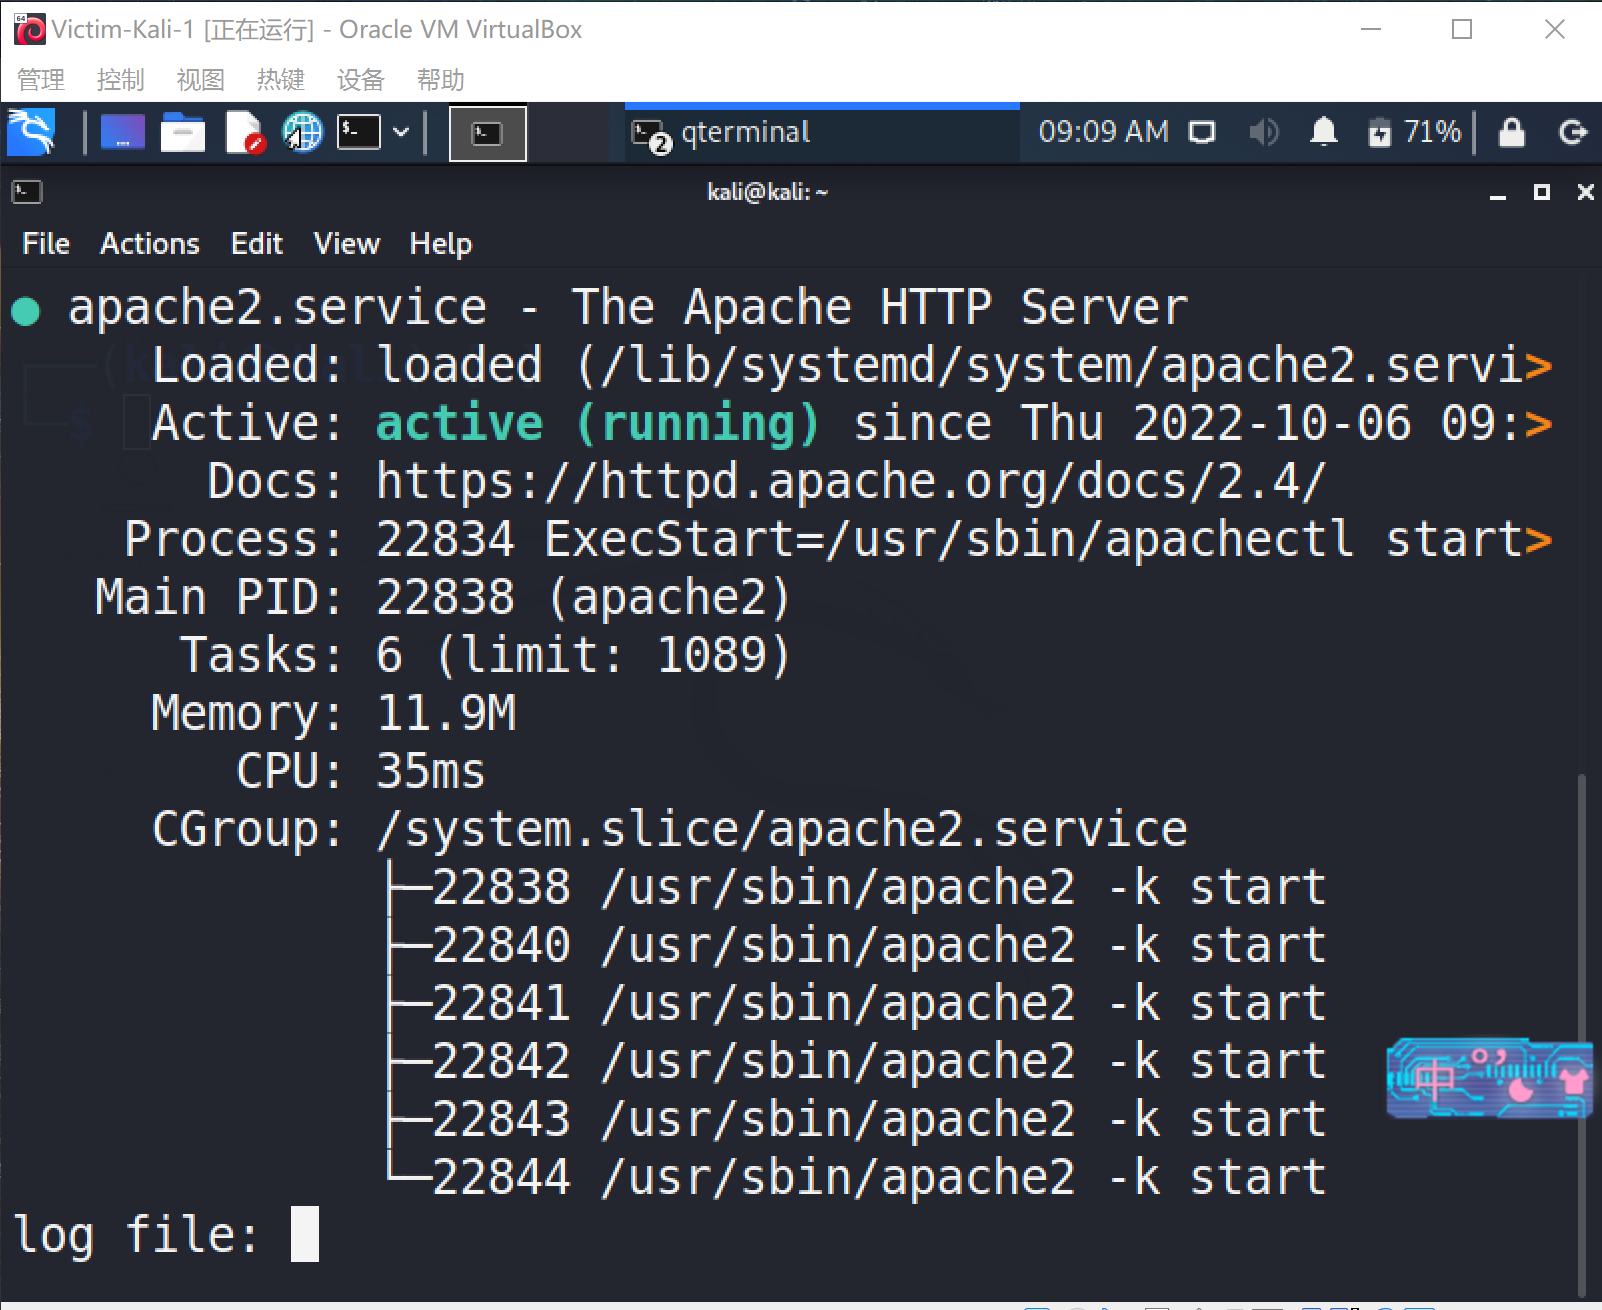 Victim-Kali-1 [正在运行] - Oracle VM VirtualBox
管理 控制 视图 热键 设备 帮助
2 qterminal 09:09 AM 71%
kali@kali: ~
File Actions Edit View Help
● apache2.service - The Apache HTTP Server
Loaded: loaded (/lib/systemd/system/apache2.servi>
Active: active (running) since Thu 2022-10-06 09:>
Docs: https://httpd.apache.org/docs/2.4/
Process: 22834 ExecStart=/usr/sbin/apachectl start>
Main PID: 22838 (apache2)
Tasks: 6 (limit: 1089)
Memory: 11.9M
CPU: 35ms
CGroup: /system.slice/apache2.service
├─22838 /usr/sbin/apache2 -k start
├─22840 /usr/sbin/apache2 -k start
├─22841 /usr/sbin/apache2 -k start
├─22842 /usr/sbin/apache2 -k start
├─22843 /usr/sbin/apache2 -k start
└─22844 /usr/sbin/apache2 -k start
中
log file: